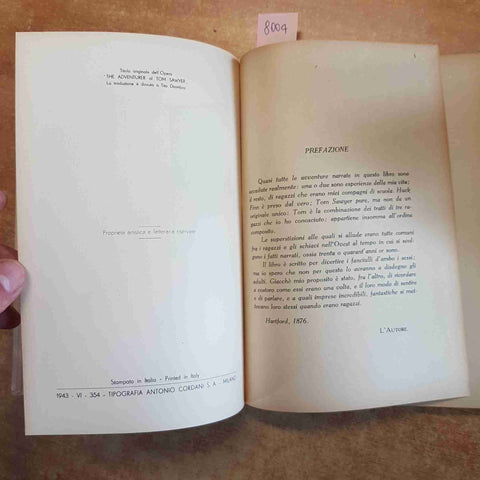 8004
Titolo originale dell'Opera
THE ADVENTURER of TOM SAWYER
La traduzione è dovuta a Tito Diambra
Proprietà artistica e letteraria riservata
Stampato in Italia - Printed in Italy
1943 - VI - 354 - TIPOGRAFIA ANTONIO CORDANI S. A. - MILANO
PREFAZIONE
Quasi tutte le avventure narrate in questo libro sono
accadute realmente: una o due sono esperienze della mia vita;
il resto, di ragazzi che erano miei compagni di scuola. Huck
Finn è preso dal vero; Tom Sawyer pure, ma non da un
originale unico: Tom è la combinazione dei tratti di tre ra-
gazzi che io ho conosciuto; appartiene insomma all'ordine
composito.
Le superstizioni alle quali si allude erano tutte comuni
fra i ragazzi e gli schiavi nell'Ovest al tempo in cui si svol-
gono i fatti narrati, ossia trenta o quarant'anni or sono.
Il libro è scritto per divertire i fanciulli d'ambo i sessi;
ma io spero che non per questo lo avranno a disdegno gli
adulti. Giacchè mio proposito è stato, fra l'altro, di ricordare
a costoro come essi erano una volta, e il loro modo di sentire
e di parlare, e a quali imprese incredibili, fantastiche si met-
tevano loro stessi quando erano ragazzi.
Hartford, 1876.
L'AUTORE.